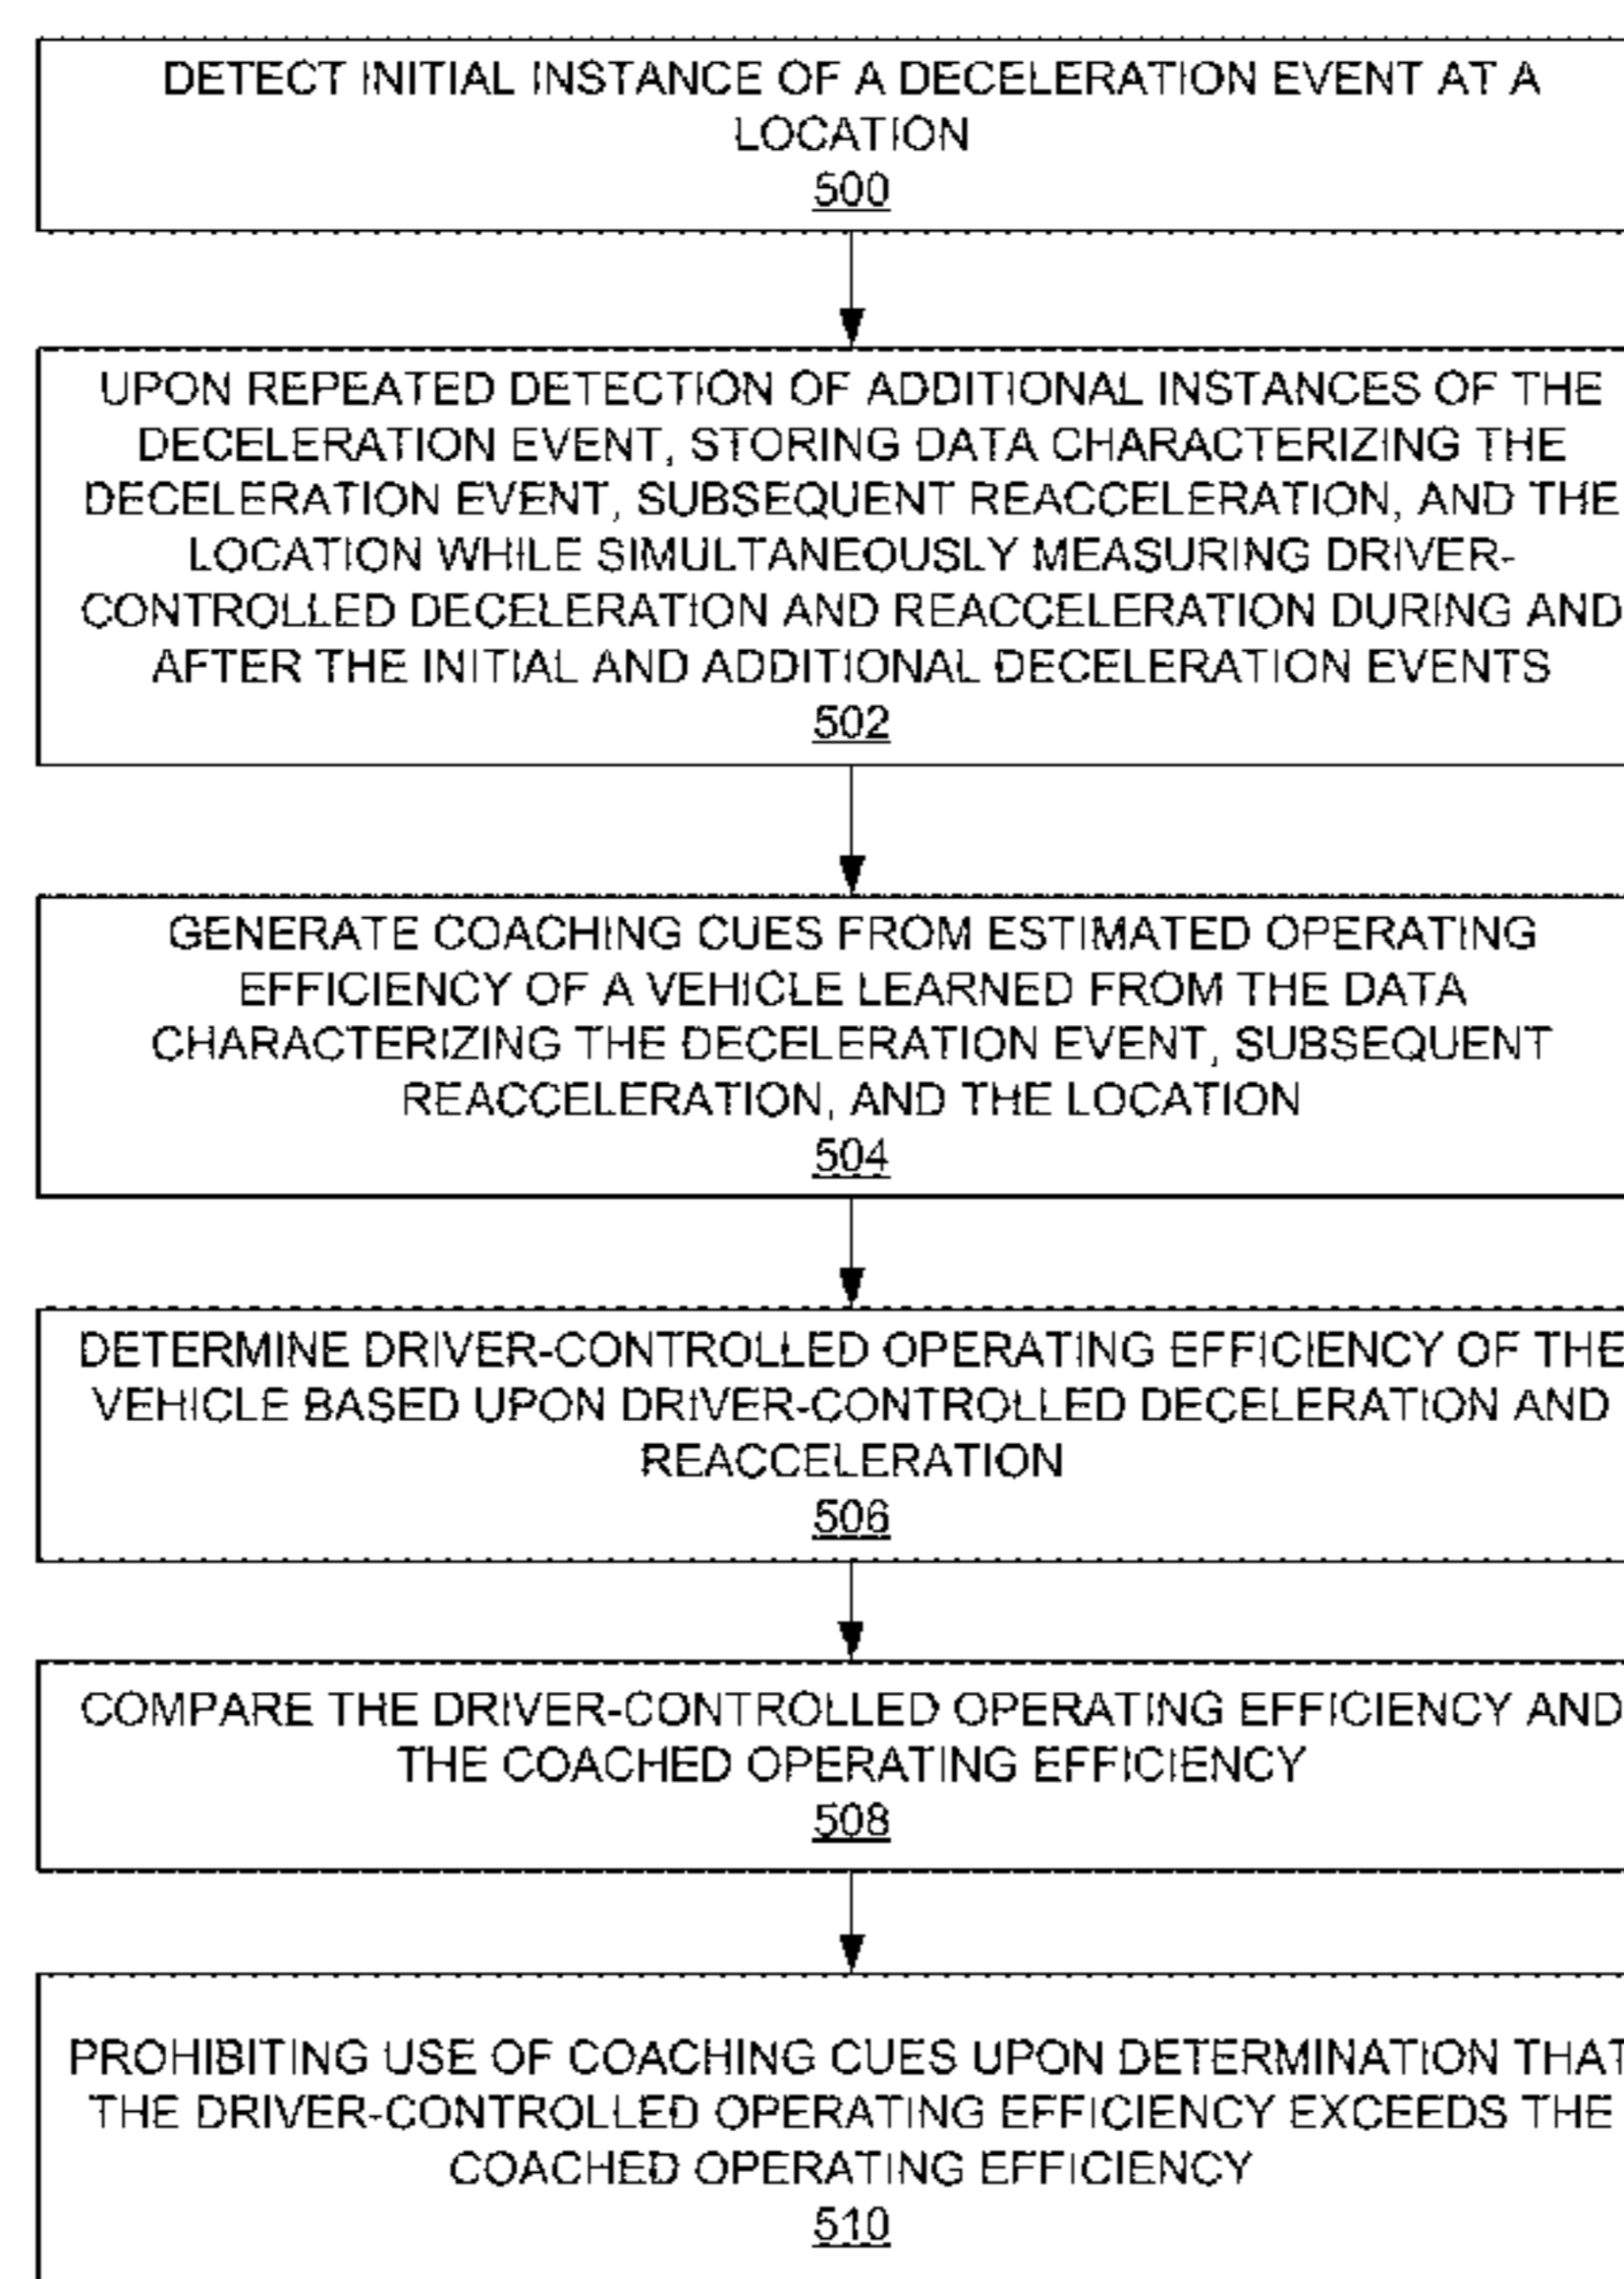 DETECT INITIAL INSTANCE OF A DECELERATION EVENT AT A
LOCATION
500
UPON REPEATED DETECTION OF ADDITIONAL INSTANCES OF THE
DECELERATION EVENT, STORING DATA CHARACTERIZING THE
DECELERATION EVENT, SUBSEQUENT REACCELERATION, AND THE
LOCATION WHILE SIMULTANEOUSLY MEASURING DRIVER-
CONTROLLED DECELERATION AND REACCELERATION DURING AND
AFTER THE INITIAL AND ADDITIONAL DECELERATION EVENTS
502
GENERATE COACHING CUES FROM ESTIMATED OPERATING
EFFICIENCY OF A VEHICLE LEARNED FROM THE DATA
CHARACTERIZING THE DECELERATION EVENT, SUBSEQUENT
REACCELERATION, AND THE LOCATION
504
DETERMINE DRIVER-CONTROLLED OPERATING EFFICIENCY OF THE
VEHICLE BASED UPON DRIVER-CONTROLLED DECELERATION AND
REACCELERATION
506
COMPARE THE DRIVER-CONTROLLED OPERATING EFFICIENCY AND
THE COACHED OPERATING EFFICIENCY
508
PROHIBITING USE OF COACHING CUES UPON DETERMINATION THAT
THE DRIVER-CONTROLLED OPERATING EFFICIENCY EXCEEDS THE
COACHED OPERATING EFFICIENCY
510